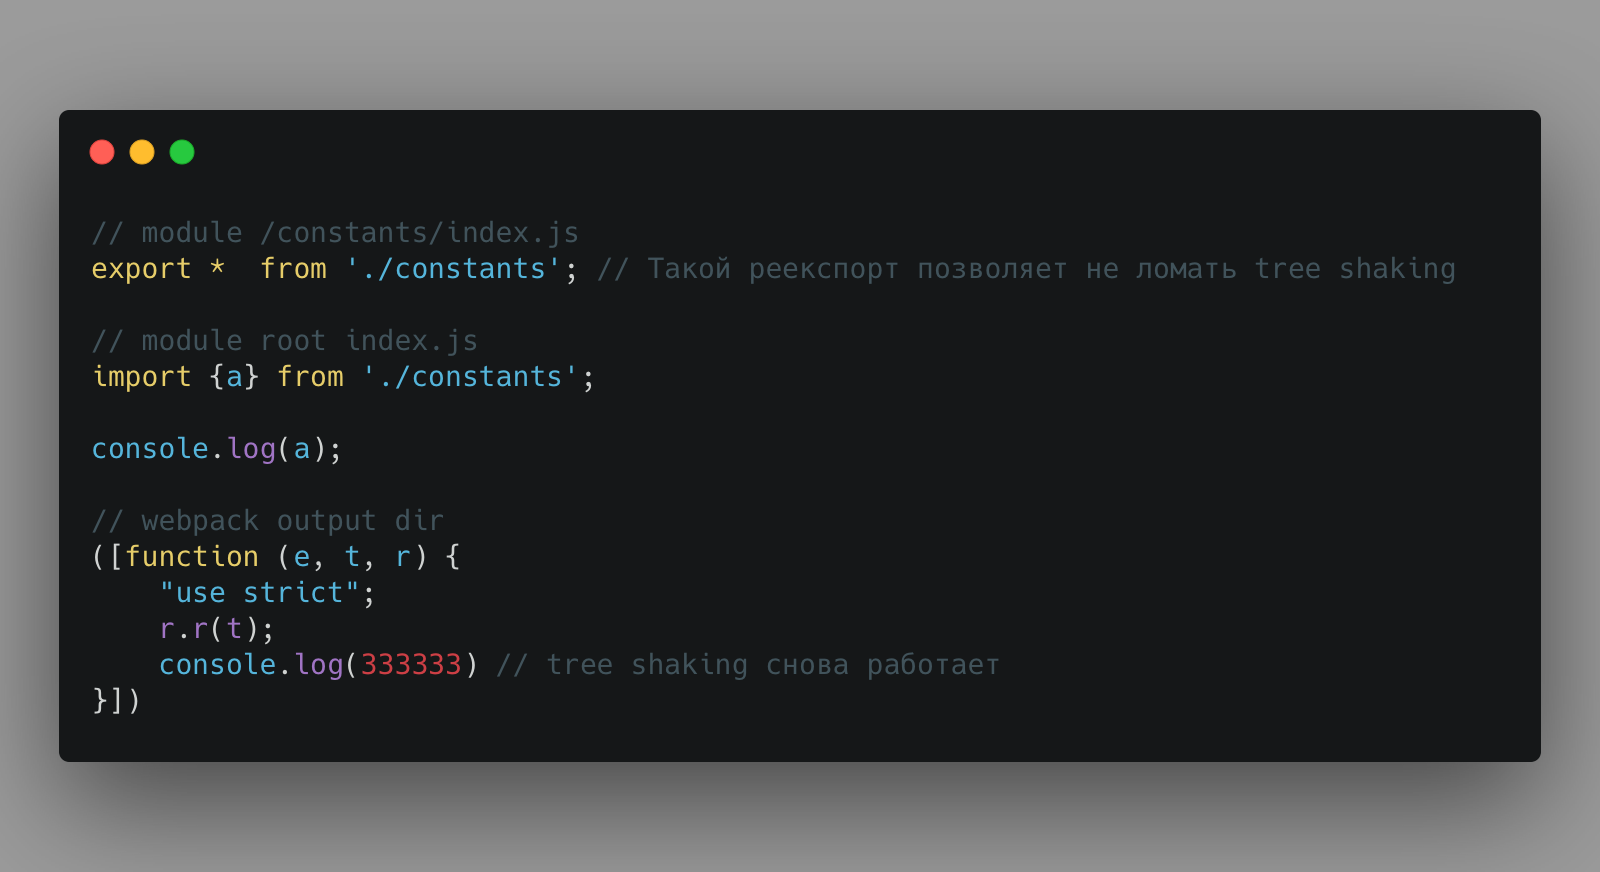 // module /constants/index.js
export *  from './constants'; // Такой реекспорт позволяет не ломать tree shaking
// module root index.js
import {a} from './constants';
console.log(a);
// webpack output dir
([function (e, t, r) {
    "use strict";
    r.r(t);
    console.log(333333) // tree shaking снова работает
}])